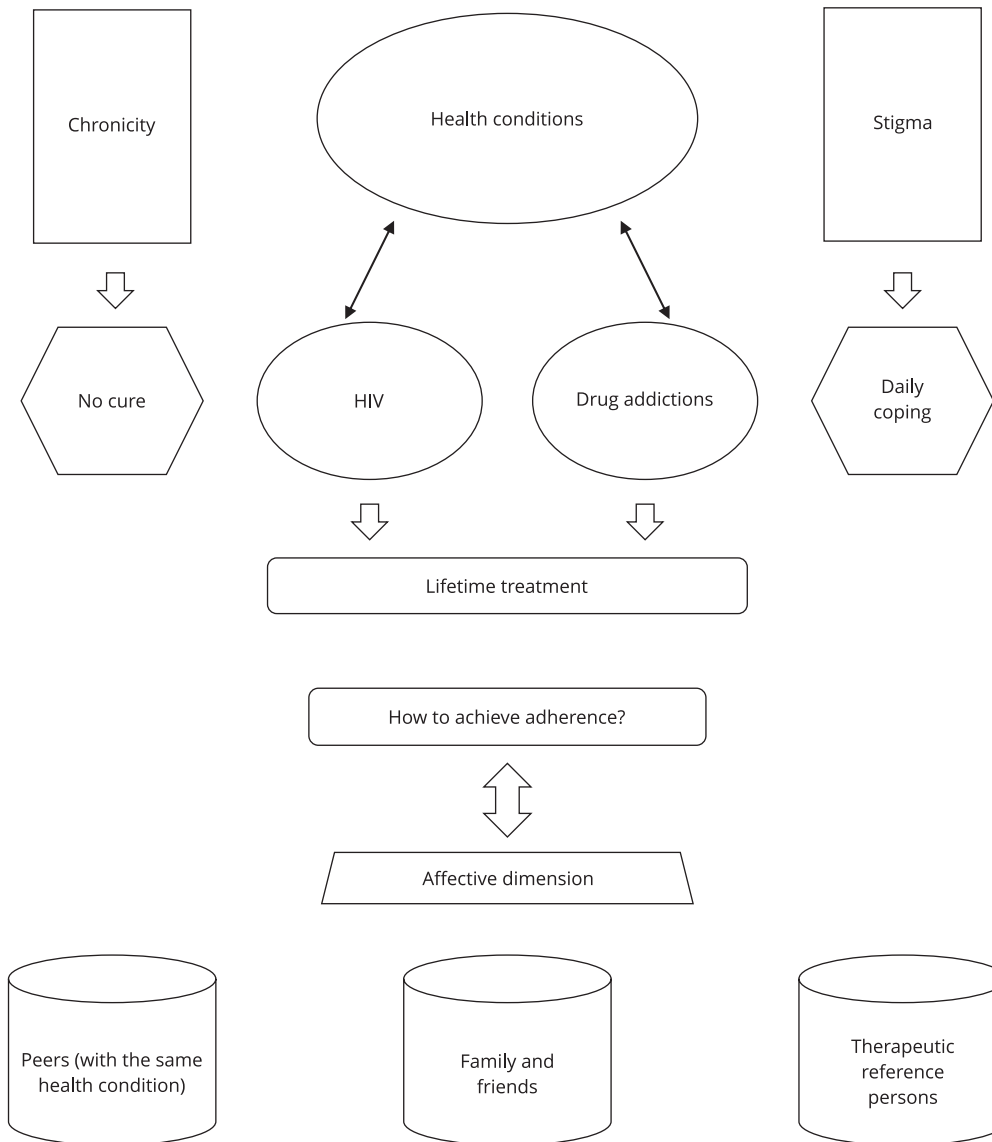 Chronicity
Health conditions
Stigma
No cure
HIV
Drug addictions
Daily
coping
Lifetime treatment
How to achieve adherence?
Affective dimension
Peers (with the same
health condition)
Family and
friends
Therapeutic
reference
persons